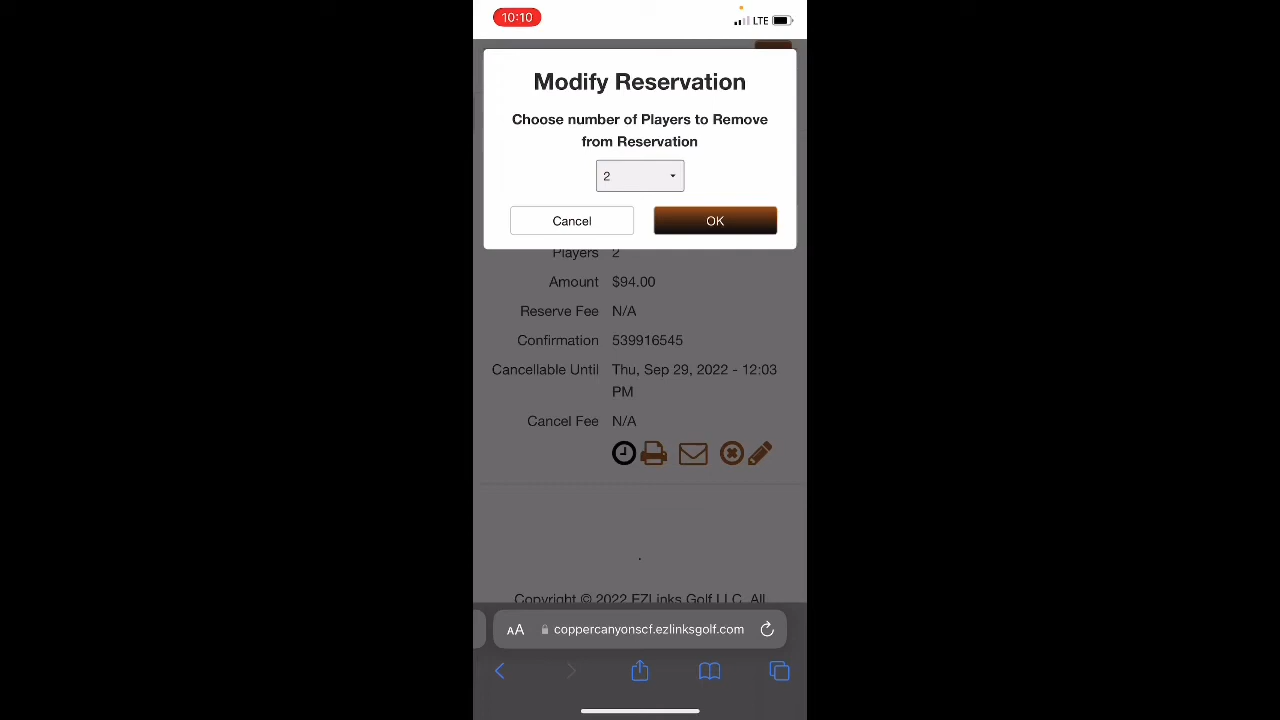 10:10
LTE
Modify Reservation
Choose number of Players to Remove
from Reservation
2
Cancel
OK
Players 2
Amount $94.00
Reserve Fee N/A
Confirmation 539916545
Cancellable Until Thu, Sep 29, 2022 - 12:03
PM
Cancel Fee N/A
.
Copyright © 2022 EZLinks Golf LLC. All
AA coppercanyonscf.ezlinksgolf.com